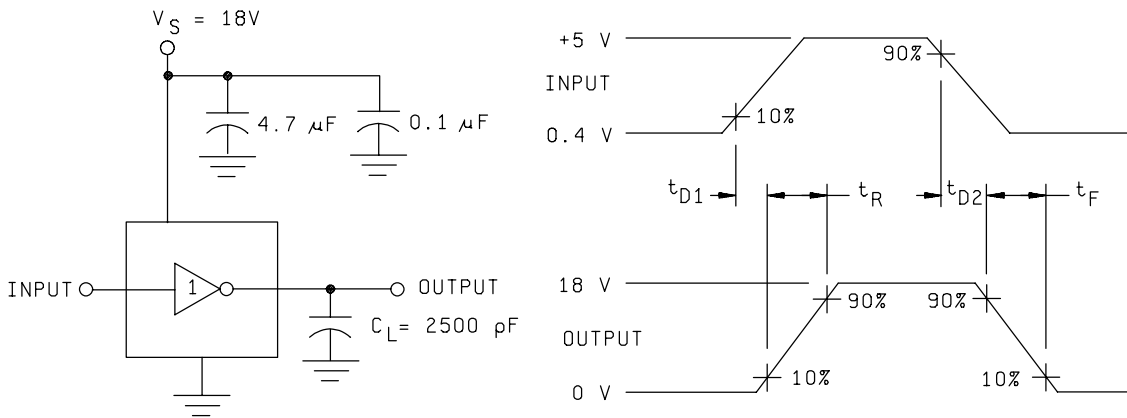 V_S = 18V
4.7 µF
0.1 µF
INPUT
1
OUTPUT
C_L= 2500 pF
+5 V
INPUT
0.4 V
90%
10%
t_D1
t_R
t_D2
t_F
18 V
OUTPUT
0 V
90%
90%
10%
10%